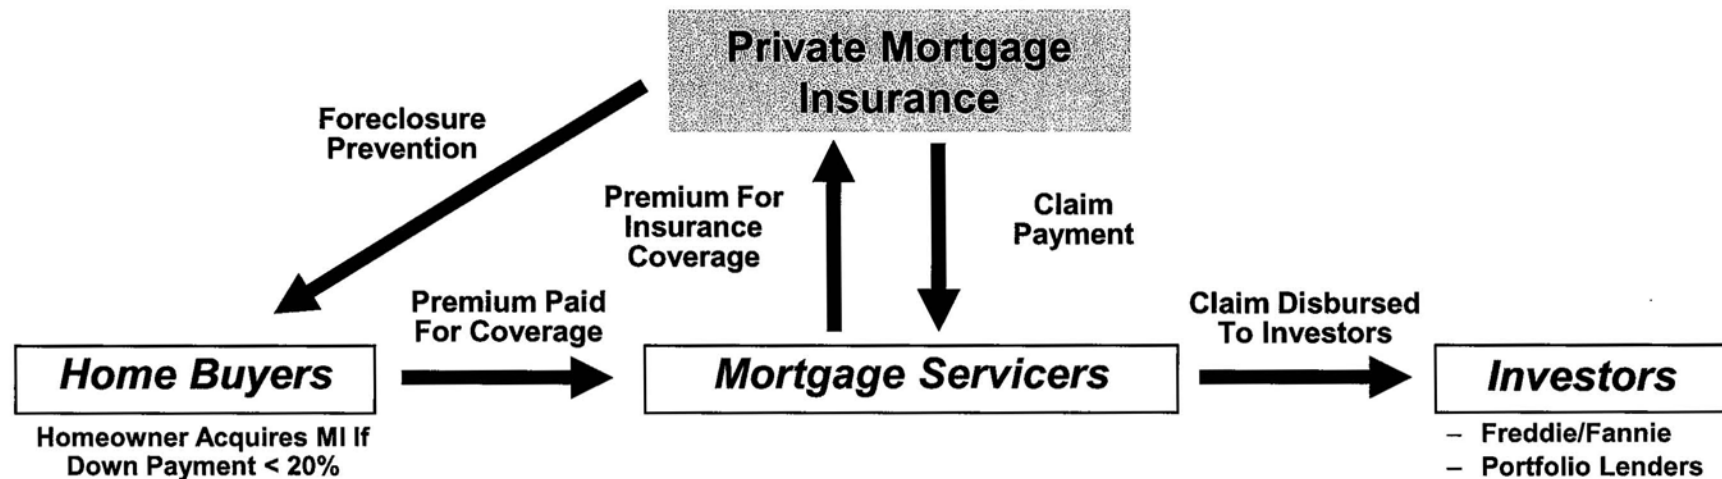 Private Mortgage
Insurance
Foreclosure
Prevention
Premium For
Insurance
Coverage
Claim
Payment
Premium Paid
For Coverage
Claim Disbursed
To Investors
Home Buyers
Mortgage Servicers
Investors
Homeowner Acquires MI If
Down Payment < 20%
– Freddie/Fannie
– Portfolio Lenders